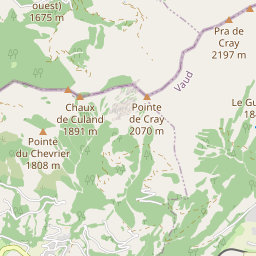 ouest)
1675 m
Pra de
Cray
2197 m
Vaud
Chaux
de Culand
1891 m
Pointe
de Cray
2070 m
Le Gu
18
Pointe
du Chevrier
1808 m